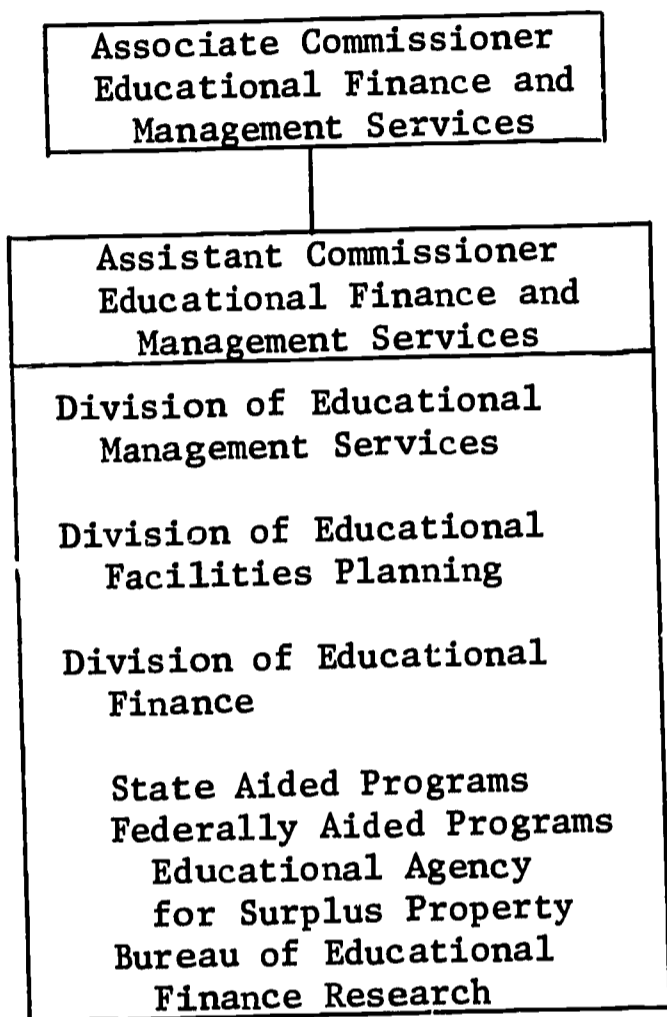 Associate Commissioner
Educational Finance and
Management Services
Assistant Commissioner
Educational Finance and
Management Services
Division of Educational
Management Services
Division of Educational
Facilities Planning
Division of Educational
Finance
State Aided Programs
Federally Aided Programs
Educational Agency
for Surplus Property
Bureau of Educational
Finance Research